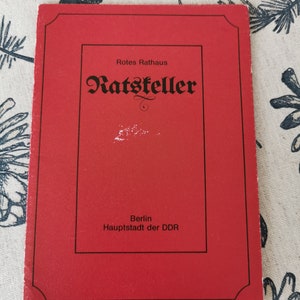 Rotes Rathaus
Ratskeller
Berlin
Hauptstadt der DDR